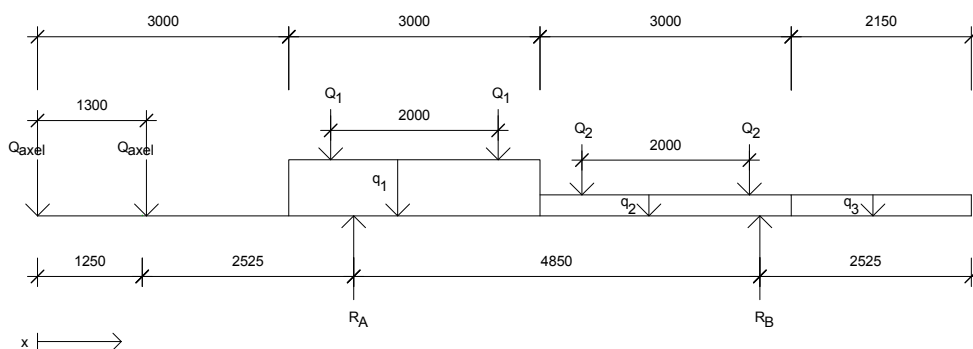 3000 3000 3000 2150
1300 Q1 Q1
2000 Q2 Q2
Qaxel Qaxel 2000
q1
q2 q3
1250 2525 4850 2525
RA RB
x